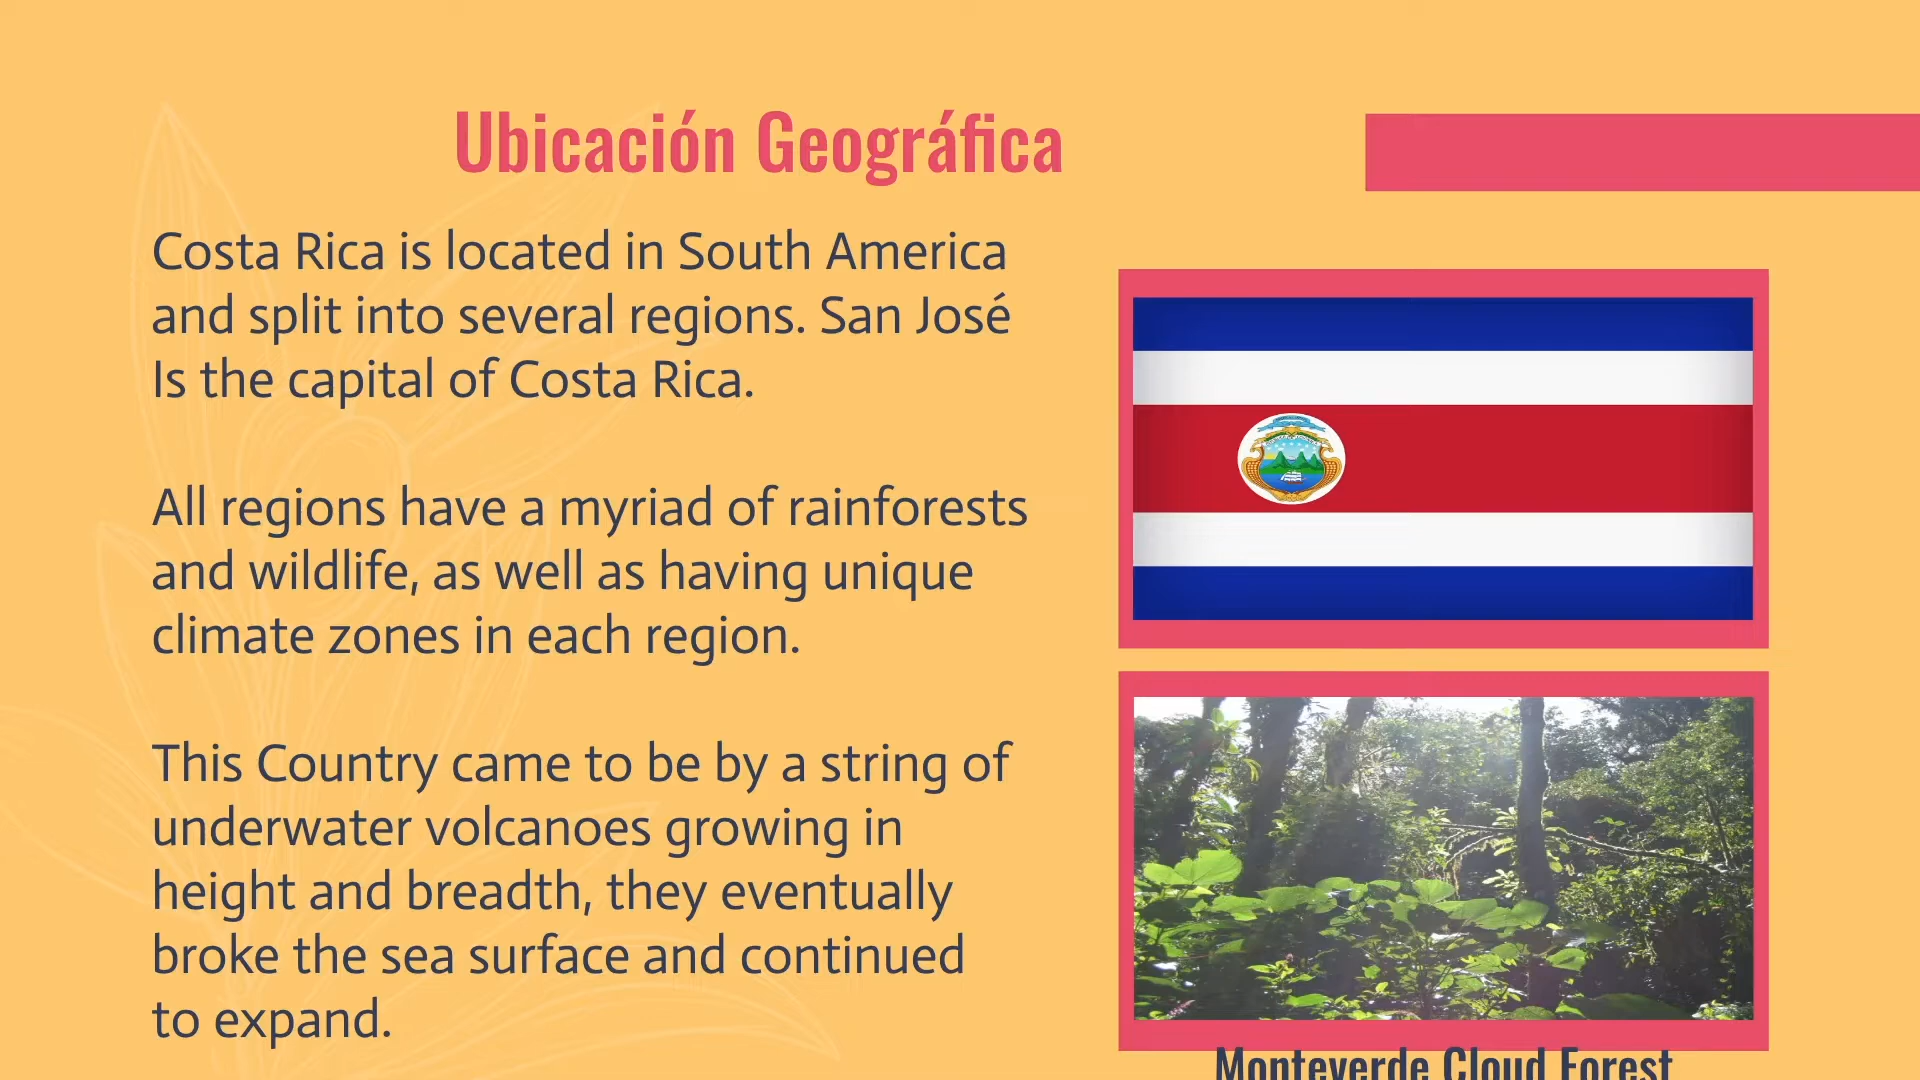 Ubicación Geográfica
Costa Rica is located in South America
and split into several regions. San José
Is the capital of Costa Rica.
All regions have a myriad of rainforests
and wildlife, as well as having unique
climate zones in each region.
This Country came to be by a string of
underwater volcanoes growing in
height and breadth, they eventually
broke the sea surface and continued
to expand.
Monteverde Cloud Forest